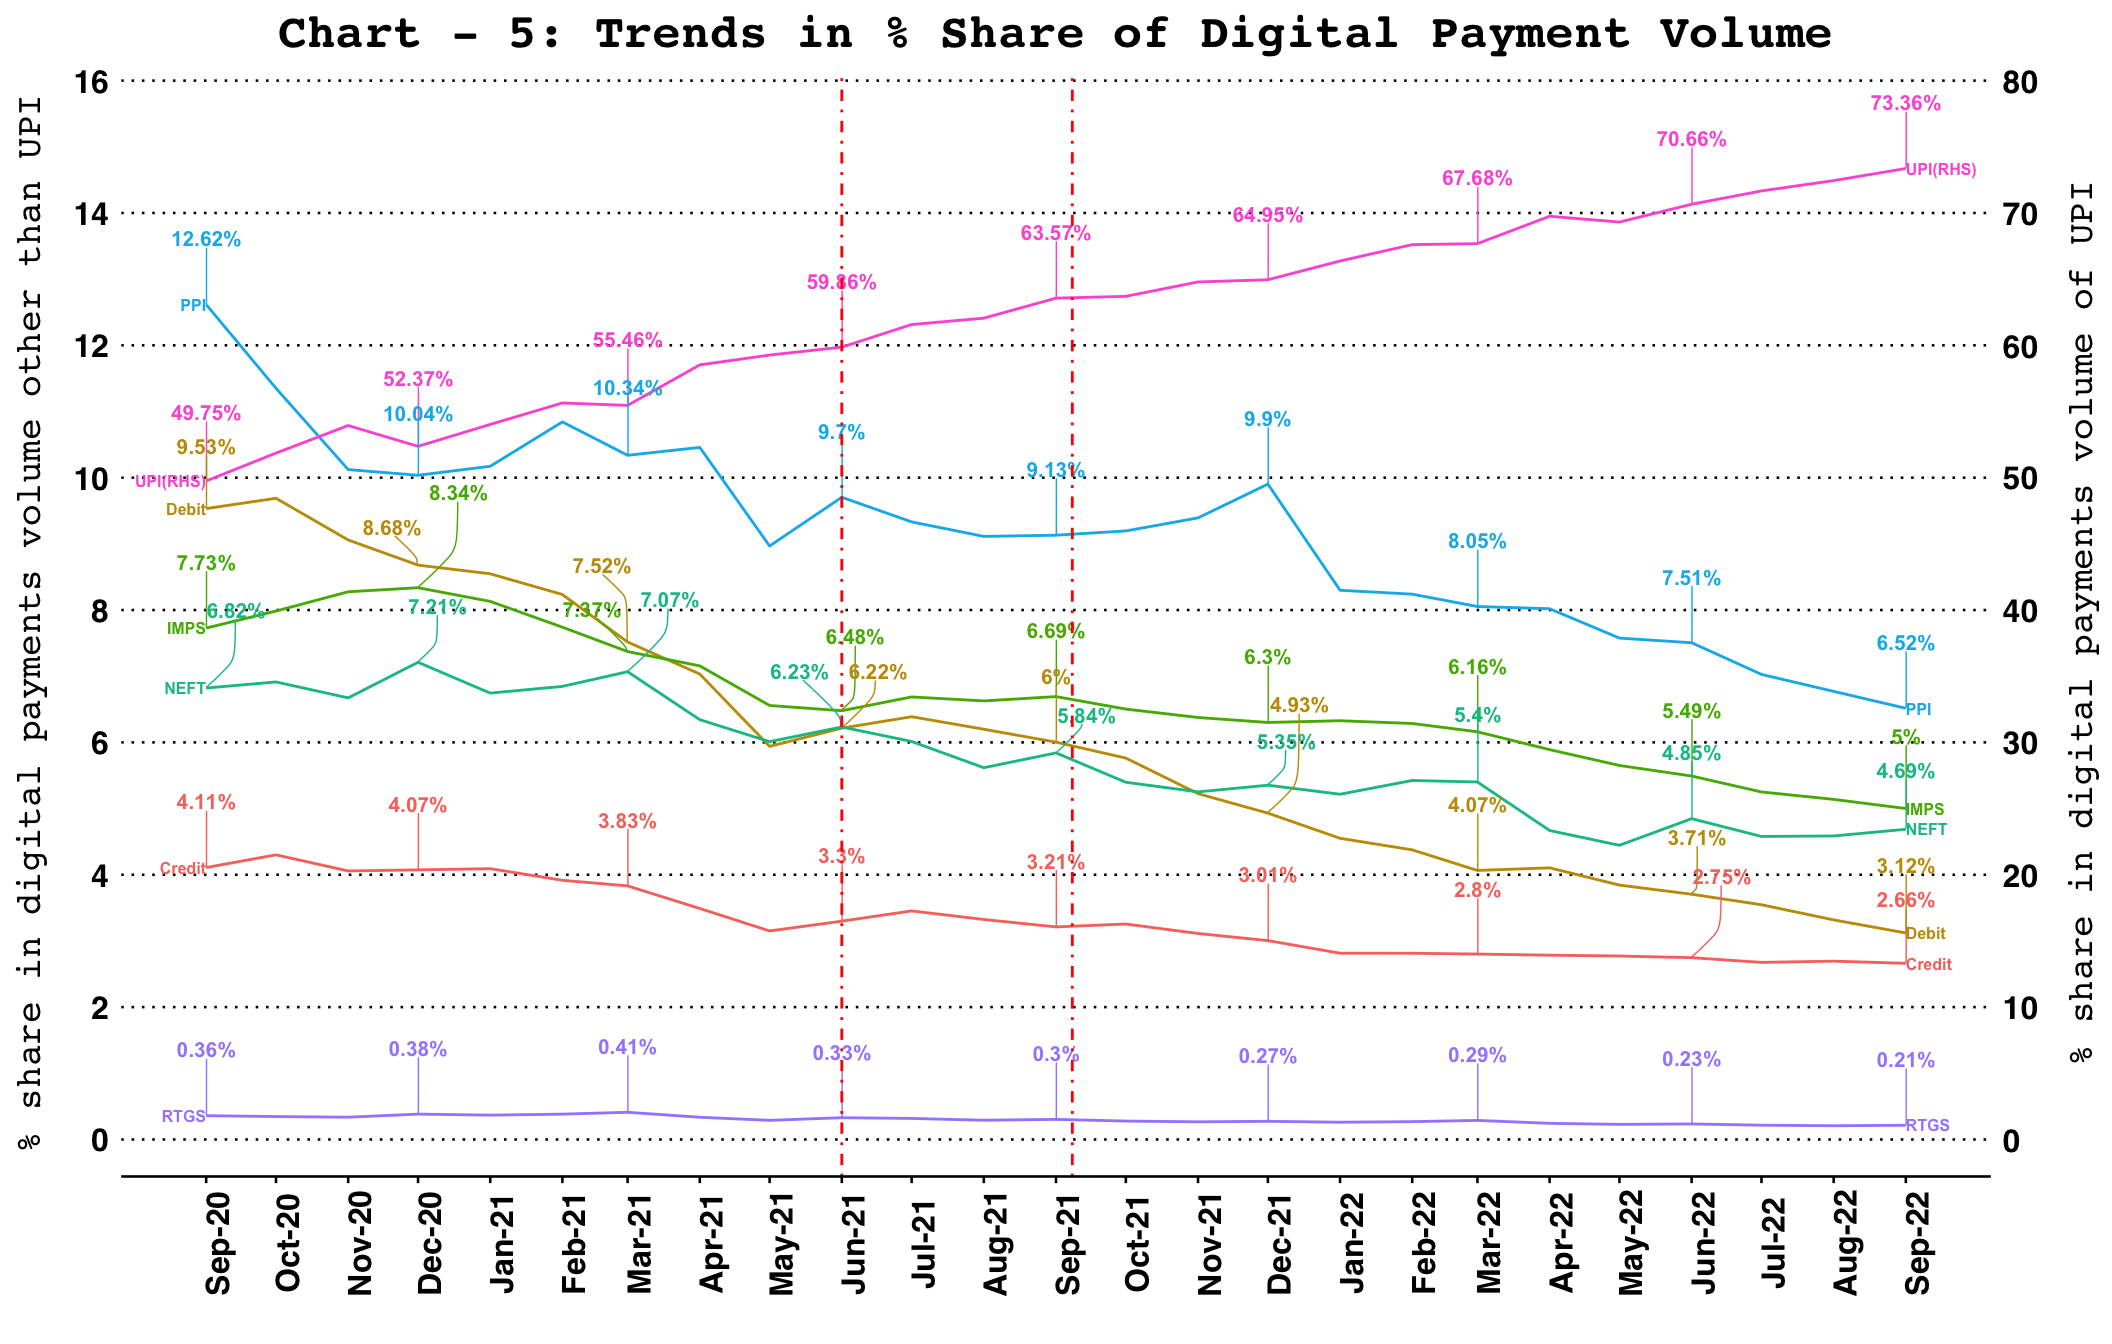 Chart - 5: Trends in % Share of Digital Payment Volume
% share in digital payments volume other than UPI
% share in digital payments volume of UPI
16
14
12
10
8
6
4
2
0
80
70
60
50
40
30
20
10
0
UPI(RHS)
49.75%
52.37%
55.46%
59.86%
63.57%
64.95%
67.68%
70.66%
73.36%
UPI(RHS)
PPI
12.62%
10.04%
10.34%
9.7%
9.13%
9.9%
8.05%
7.51%
6.52%
PPI
Debit
9.53%
8.68%
7.52%
6.22%
6%
4.93%
4.07%
3.71%
3.12%
Debit
IMPS
7.73%
8.34%
7.37%
6.48%
6.69%
6.3%
6.16%
5.49%
5%
IMPS
NEFT
6.82%
7.21%
7.07%
6.23%
5.84%
5.35%
5.4%
4.85%
4.69%
NEFT
Credit
4.11%
4.07%
3.83%
3.3%
3.21%
3.01%
2.8%
2.75%
2.66%
Credit
RTGS
0.36%
0.38%
0.41%
0.33%
0.3%
0.27%
0.29%
0.23%
0.21%
RTGS
Sep-20
Oct-20
Nov-20
Dec-20
Jan-21
Feb-21
Mar-21
Apr-21
May-21
Jun-21
Jul-21
Aug-21
Sep-21
Oct-21
Nov-21
Dec-21
Jan-22
Feb-22
Mar-22
Apr-22
May-22
Jun-22
Jul-22
Aug-22
Sep-22